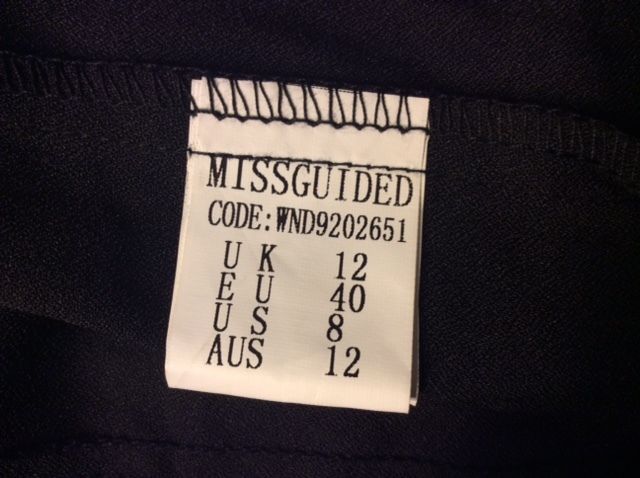 MISSGUIDED
CODE:WND9202651
UK 12
EU 40
US 8
AUS 12